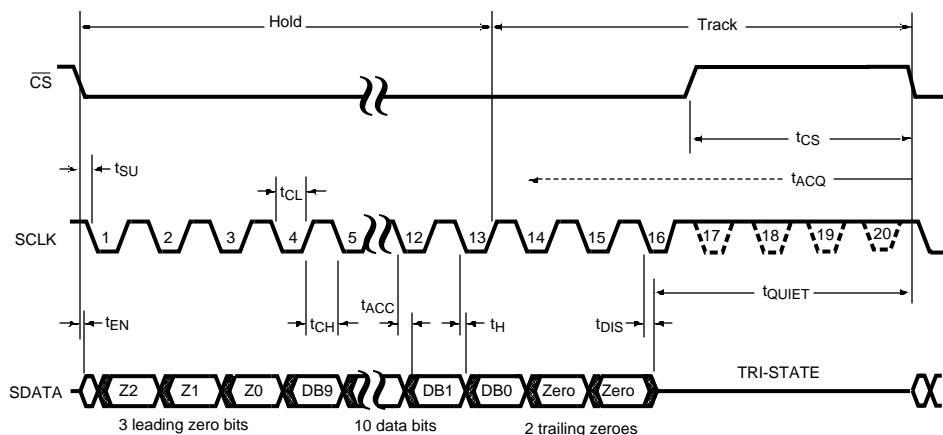 Hold Track
CS
tCS
tSU
tCL
tACQ
SCLK 1 2 3 4 5 12 13 14 15 16 17 18 19 20
tQUIET
tEN tCH tACC tH tDIS
SDATA Z2 Z1 Z0 DB9 DB1 DB0 Zero Zero TRI-STATE
3 leading zero bits 10 data bits 2 trailing zeroes